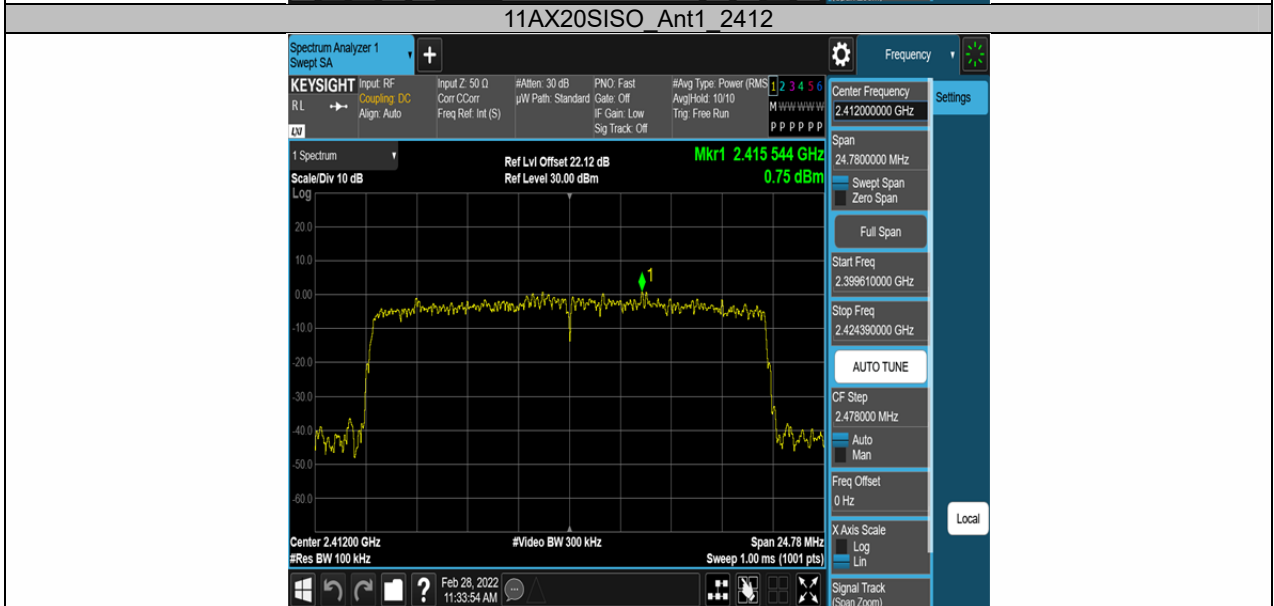 11AX20SISO_Ant1_2412
Spectrum Analyzer 1
Swept SA
+
Frequency
KEYSIGHT
Input: RF
Coupling: DC
Align: Auto
Input Z: 50 Ω
Corr CCorr
Freq Ref: Int (S)
#Atten: 30 dB
µW Path: Standard
PNO: Fast
Gate: Off
IF Gain: Low
Sig Track: Off
#Avg Type: Power (RMS
Avg|Hold: 10/10
Trig: Free Run
1 2 3 4 5 6
M W W W W W
P P P P P P
R L
LXI
1 Spectrum
Scale/Div 10 dB
Log
Ref Lvl Offset 22.12 dB
Ref Level 30.00 dBm
Mkr1 2.415 544 GHz
0.75 dBm
20.0
10.0
0.00
-10.0
-20.0
-30.0
-40.0
-50.0
-60.0
1
Center 2.41200 GHz
#Res BW 100 kHz
#Video BW 300 kHz
Span 24.78 MHz
Sweep 1.00 ms (1001 pts)
Center Frequency
2.412000000 GHz
Settings
Span
24.7800000 MHz
Swept Span
Zero Span
Full Span
Start Freq
2.399610000 GHz
Stop Freq
2.424390000 GHz
AUTO TUNE
CF Step
2.478000 MHz
Auto
Man
Freq Offset
0 Hz
X Axis Scale
Log
Lin
Local
Signal Track
(Span Zoom)
?
Feb 28, 2022
11:33:54 AM